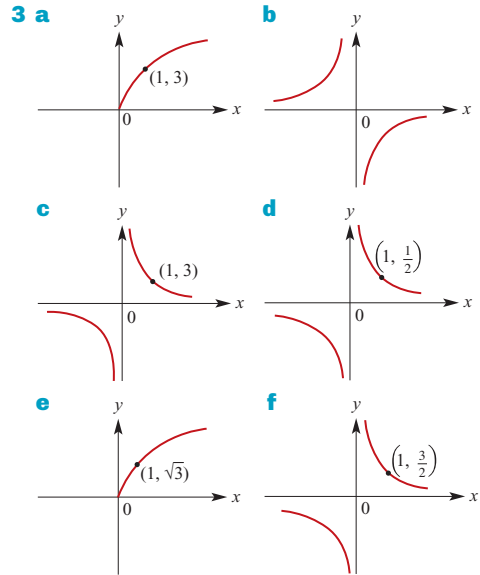 3 a
y
(1, 3)
x
0
b
y
x
0
c
y
(1, 3)
x
0
d
y
(1, 1/2)
x
0
e
y
(1, √3)
x
0
f
y
(1, 3/2)
x
0